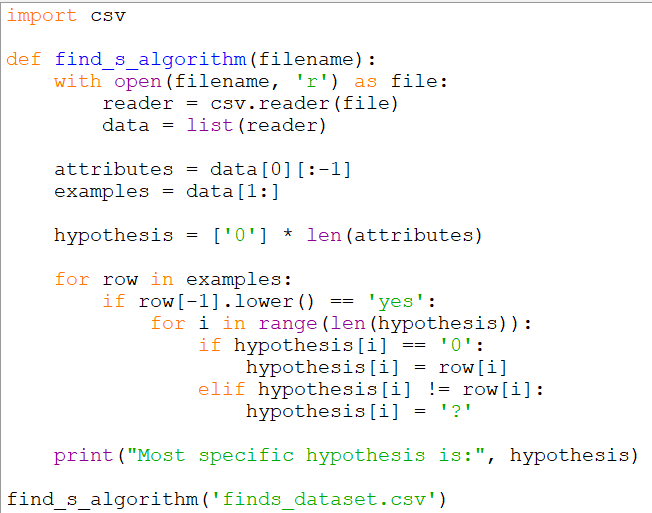 import csv

def find_s_algorithm(filename):
    with open(filename, 'r') as file:
        reader = csv.reader(file)
        data = list(reader)

    attributes = data[0][:-1]
    examples = data[1:]

    hypothesis = ['0'] * len(attributes)

    for row in examples:
        if row[-1].lower() == 'yes':
            for i in range(len(hypothesis)):
                if hypothesis[i] == '0':
                    hypothesis[i] = row[i]
                elif hypothesis[i] != row[i]:
                    hypothesis[i] = '?'

    print("Most specific hypothesis is:", hypothesis)

find_s_algorithm('finds_dataset.csv')